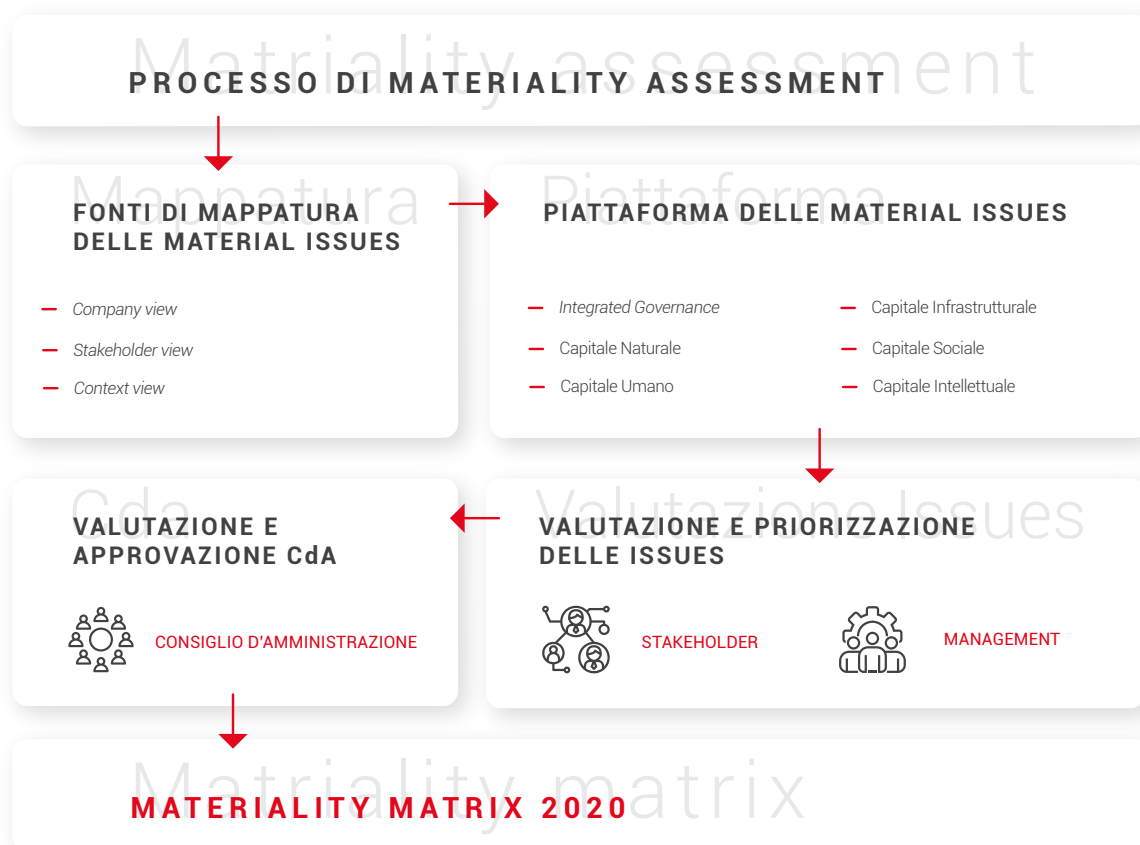 Matriality assessment
PROCESSO DI MATERIALITY ASSESSMENT
Mappatura
FONTI DI MAPPATURA
DELLE MATERIAL ISSUES
Company view
Stakeholder view
Context view
Piattaforma
PIATTAFORMA DELLE MATERIAL ISSUES
Integrated Governance
Capitale Naturale
Capitale Umano
Capitale Infrastrutturale
Capitale Sociale
Capitale Intellettuale
Valutazione Issues
VALUTAZIONE E PRIORIZZAZIONE
DELLE ISSUES
STAKEHOLDER
MANAGEMENT
Cda
VALUTAZIONE E
APPROVAZIONE CdA
CONSIGLIO D'AMMINISTRAZIONE
Matriality matrix
MATERIALITY MATRIX 2020